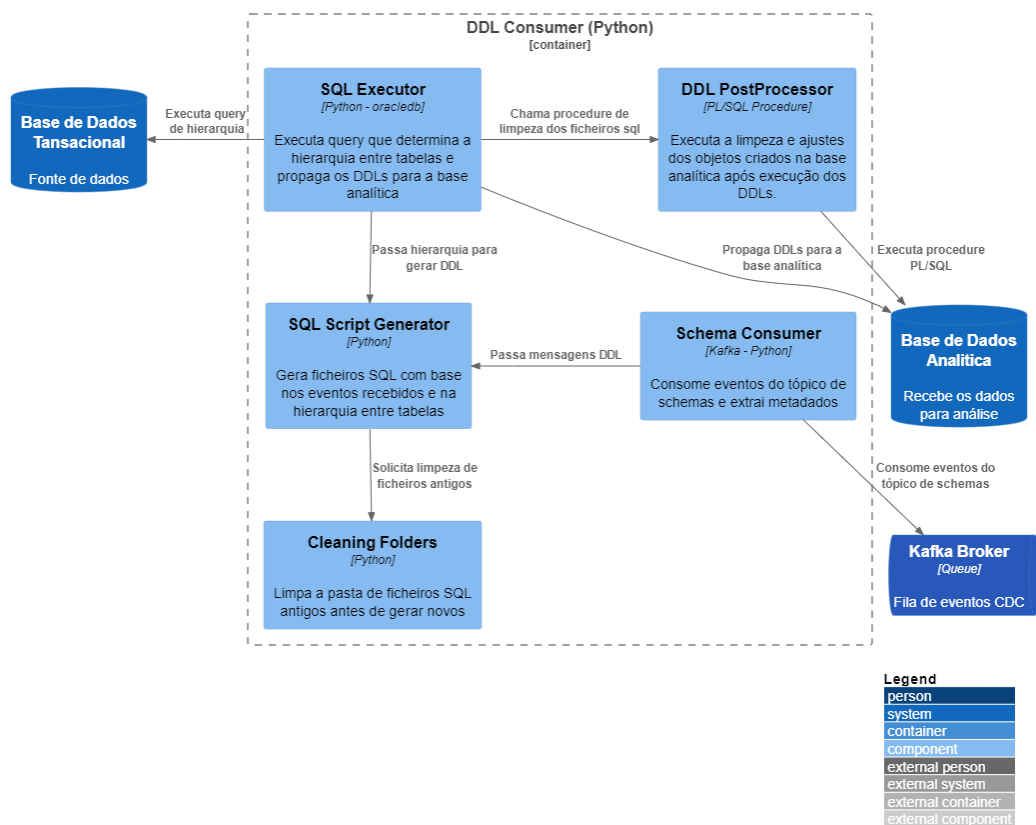 DDL Consumer (Python)
[container]
SQL Executor
[Python - oracledb]
Executa query que determina a
hierarquia entre tabelas e
propaga os DDLs para a base
analítica
DDL PostProcessor
[PL/SQL Procedure]
Executa a limpeza e ajustes
dos objetos criados na base
analítica após execução dos
DDLs.
Base de Dados
Tansacional
Fonte de dados
Executa query
de hierarquia
Chama procedure de
limpeza dos ficheiros sql
Passa hierarquia para
gerar DDL
Propaga DDLs para a
base analítica
Executa procedure
PL/SQL
SQL Script Generator
[Python]
Gera ficheiros SQL com base
nos eventos recebidos e na
hierarquia entre tabelas
Passa mensagens DDL
Schema Consumer
[Kafka - Python]
Consome eventos do tópico de
schemas e extrai metadados
Base de Dados
Analitica
Recebe os dados
para análise
Solicita limpeza de
ficheiros antigos
Consome eventos do
tópico de schemas
Cleaning Folders
[Python]
Limpa a pasta de ficheiros SQL
antigos antes de gerar novos
Kafka Broker
[Queue]
Fila de eventos CDC
Legend
person
system
container
component
external person
external system
external container
external component